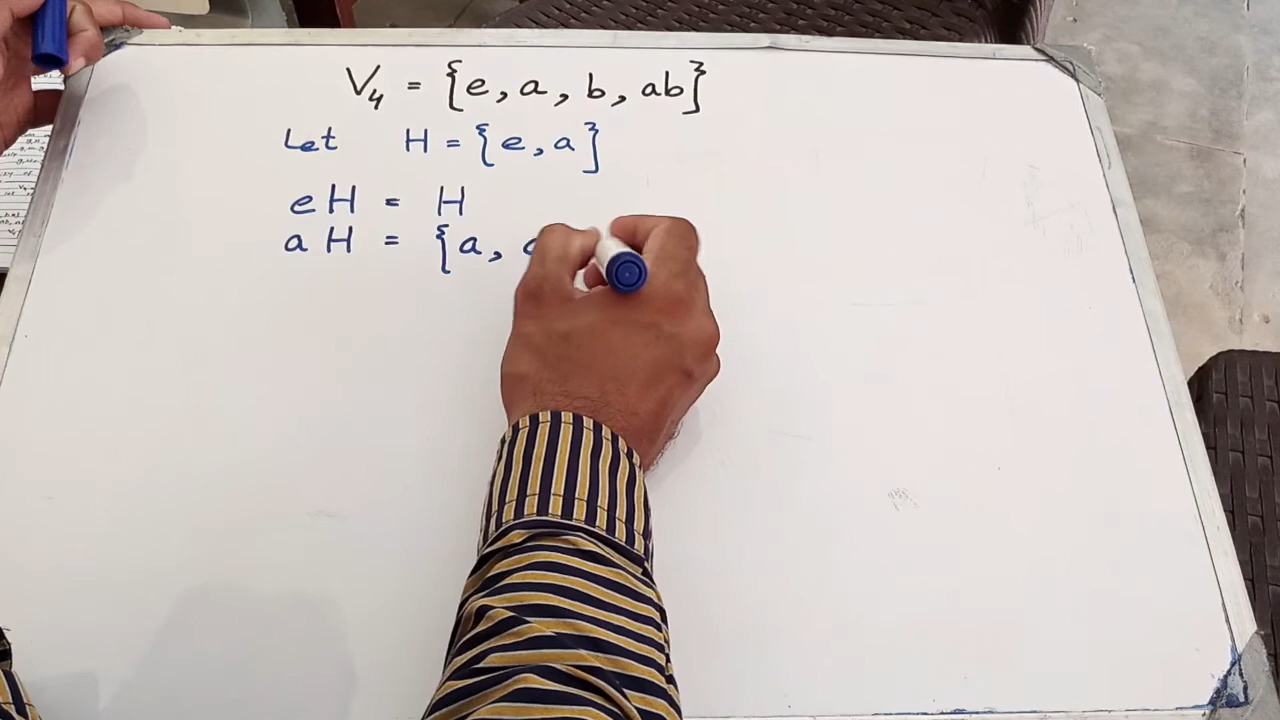 V₄ = {e, a, b, ab}
Let H = {e, a}
eH = H
aH = {a,